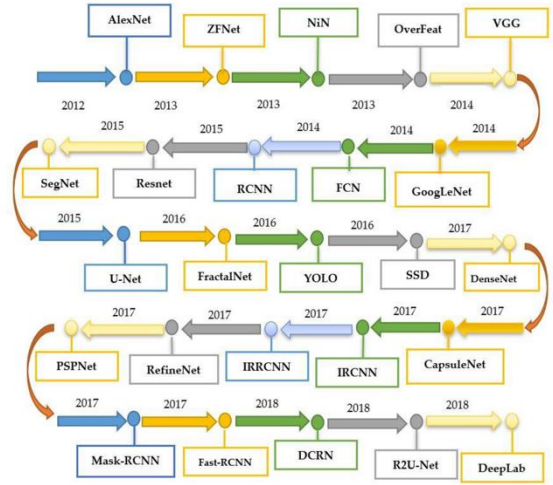 AlexNet
ZFNet
NiN
OverFeat
VGG
2012
2013
2013
2013
2014
2015
2015
2014
2014
2014
SegNet
Resnet
RCNN
FCN
GoogLeNet
2015
2016
2016
2016
2017
U-Net
FractalNet
YOLO
SSD
DenseNet
2017
2017
2017
2017
2017
PSPNet
RefineNet
IRRCNN
IRCNN
CapsuleNet
2017
2017
2018
2018
2018
Mask-RCNN
Fast-RCNN
DCRN
R2U-Net
DeepLab